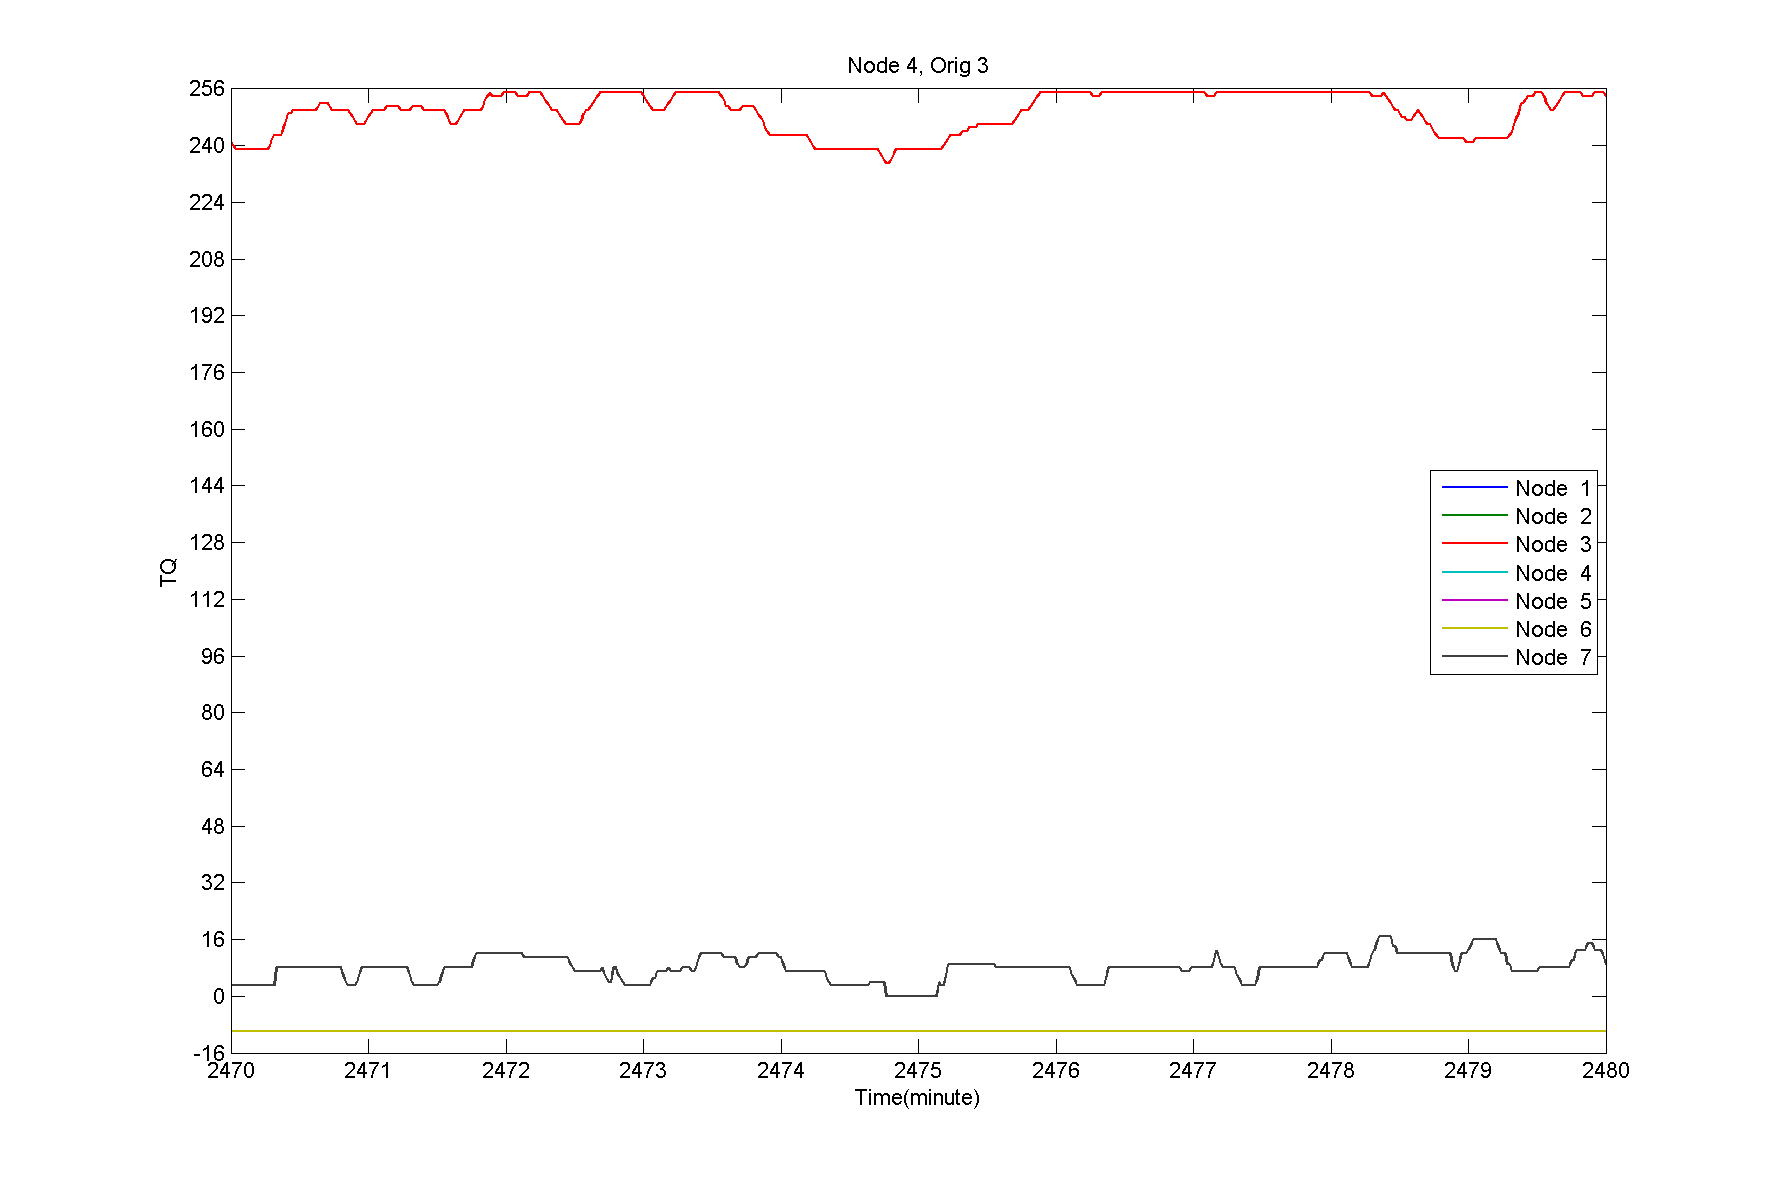 Node 4, Orig 3
256
240
224
208
192
176
160
144
128
112
96
80
64
48
32
16
0
-16
TQ
Node 1
Node 2
Node 3
Node 4
Node 5
Node 6
Node 7
2470 2471 2472 2473 2474 2475 2476 2477 2478 2479 2480
Time(minute)